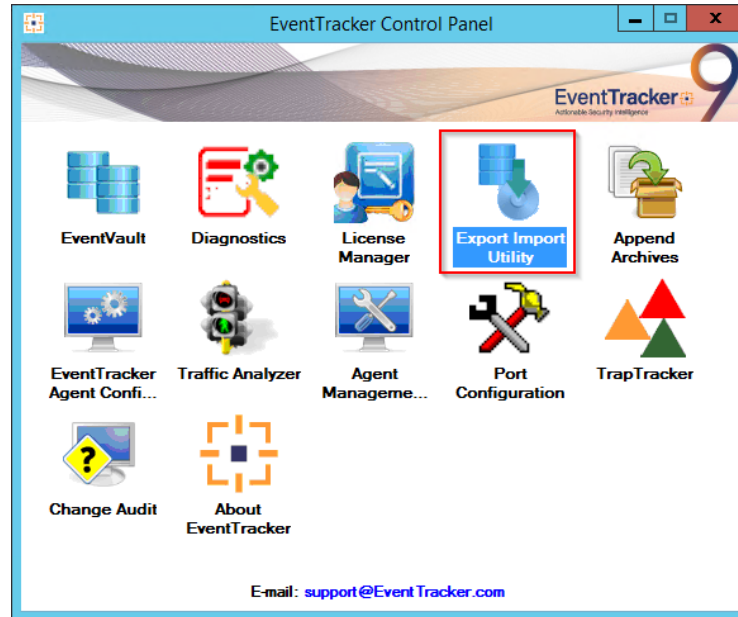 EventTracker Control Panel
EventTracker
Actionable Security Intelligence
9
EventVault
Diagnostics
License
Manager
Export Import
Utility
Append
Archives
EventTracker
Agent Confi...
Traffic Analyzer
Agent
Manageme...
Port
Configuration
TrapTracker
?
Change Audit
About
EventTracker
E-mail: support@EventTracker.com